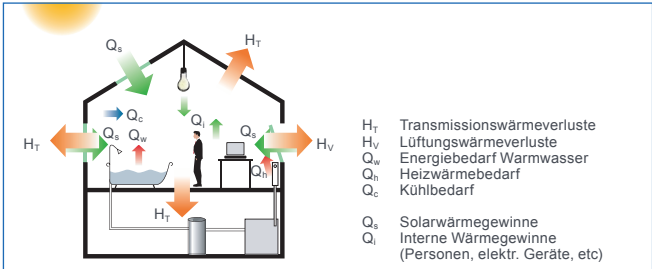 Qs
HT
Qc
Qi
Qs
Qw
Qs
HT
HV
Qh
HT
HT Transmissionswärmeverluste
HV Lüftungswärmeverluste
Qw Energiebedarf Warmwasser
Qh Heizwärmebedarf
Qc Kühlbedarf
Qs Solarwärmegewinne
Qi Interne Wärmegewinne
(Personen, elektr. Geräte, etc)